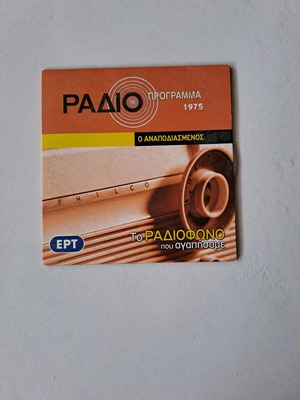 ΡΑΔΙΟ
ΠΡΟΓΡΑΜΜΑ
1975
Ο ΑΝΑΠΟΔΙΑΣΜΕΝΟΣ
PHILCO
ΕΡΤ
Το ΡΑΔΙΟΦΩΝΟ
που αγαπήσαμε